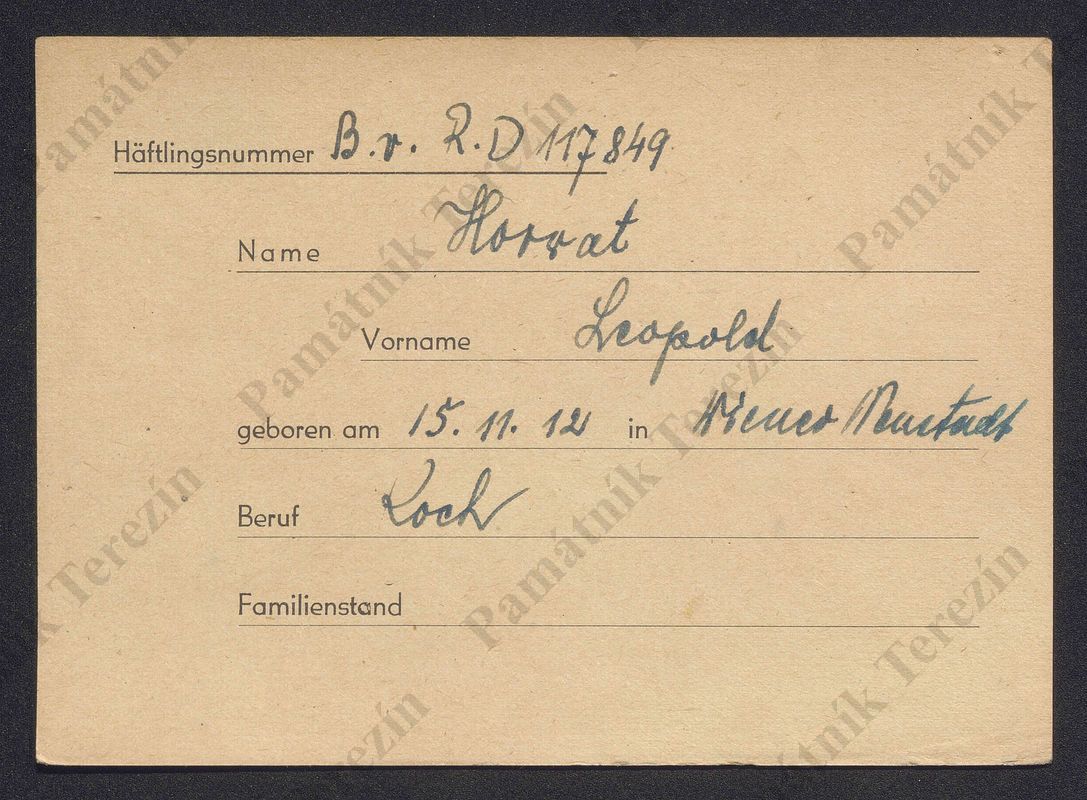 Häftlingsnummer B.v. R.D 117849
Name Horvat
Vorname Leopold
geboren am 15. 11. 12 in Wiener Neustadt
Beruf Koch
Familienstand
Památník Terezín